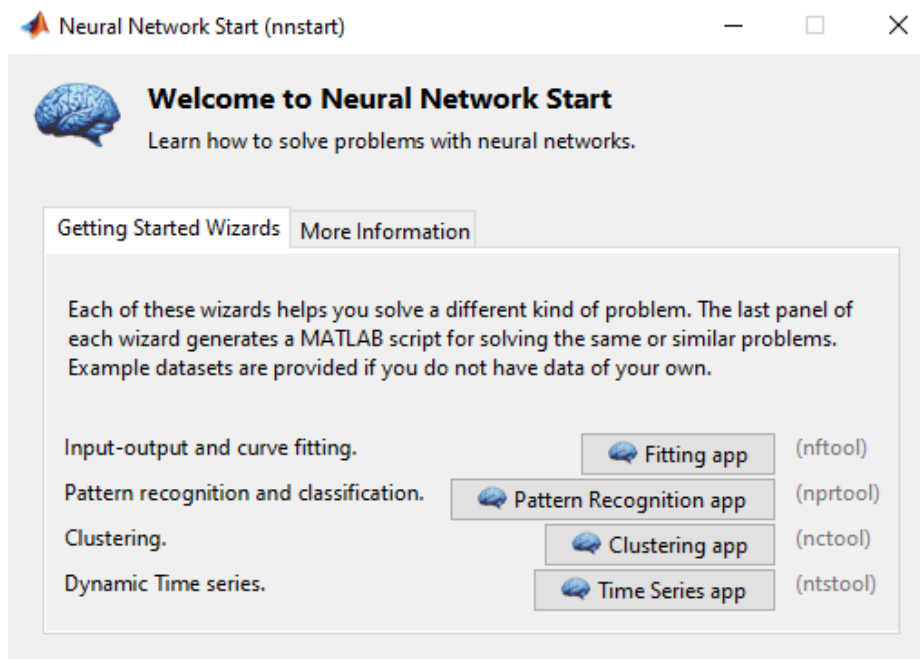 Neural Network Start (nnstart)
Welcome to Neural Network Start
Learn how to solve problems with neural networks.
Getting Started Wizards More Information
Each of these wizards helps you solve a different kind of problem. The last panel of
each wizard generates a MATLAB script for solving the same or similar problems.
Example datasets are provided if you do not have data of your own.
Input-output and curve fitting. Fitting app (nftool)
Pattern recognition and classification. Pattern Recognition app (nprtool)
Clustering. Clustering app (nctool)
Dynamic Time series. Time Series app (ntstool)